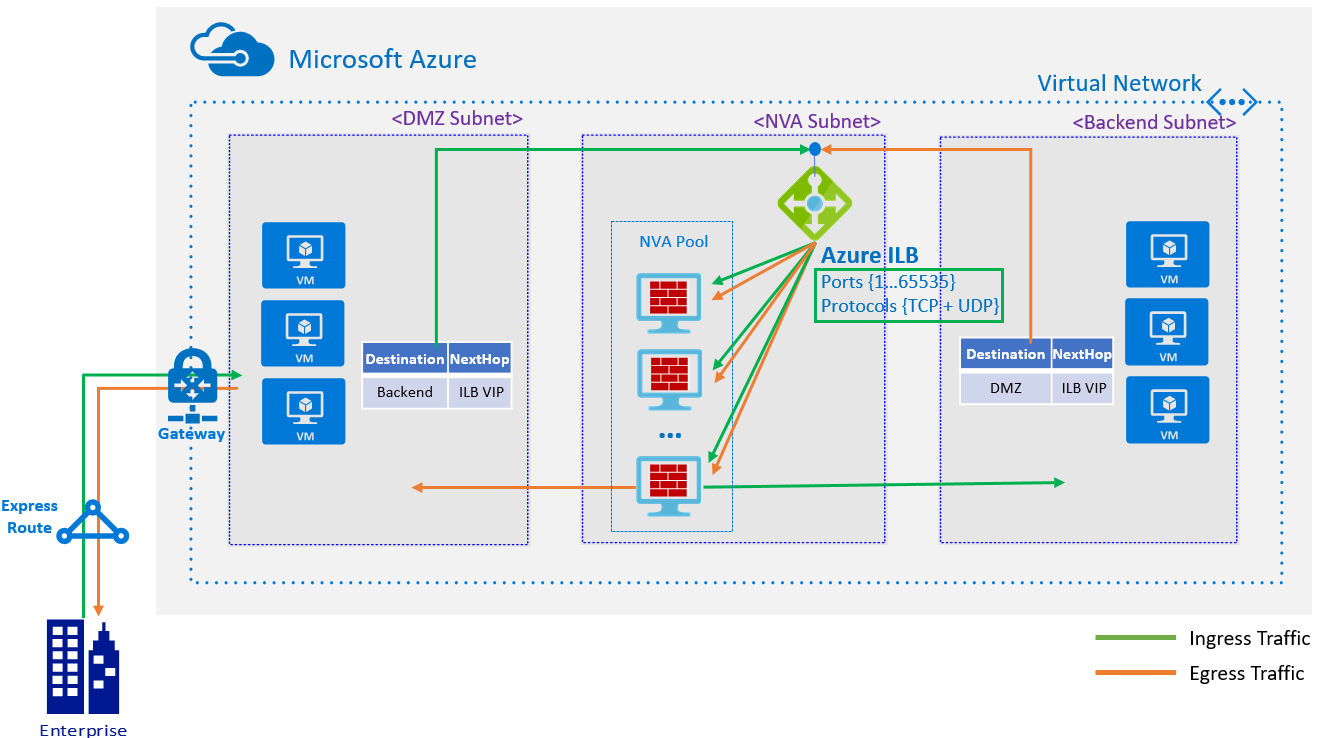 Microsoft Azure
Virtual Network
<DMZ Subnet>
<NVA Subnet>
<Backend Subnet>
NVA Pool
VM
VM
VM
Azure ILB
Ports {1...65535}
Protocols {TCP + UDP}
VM
VM
VM
Destination NextHop
Backend ILB VIP
Destination NextHop
DMZ ILB VIP
...
Gateway
Express
Route
Enterprise
Ingress Traffic
Egress Traffic